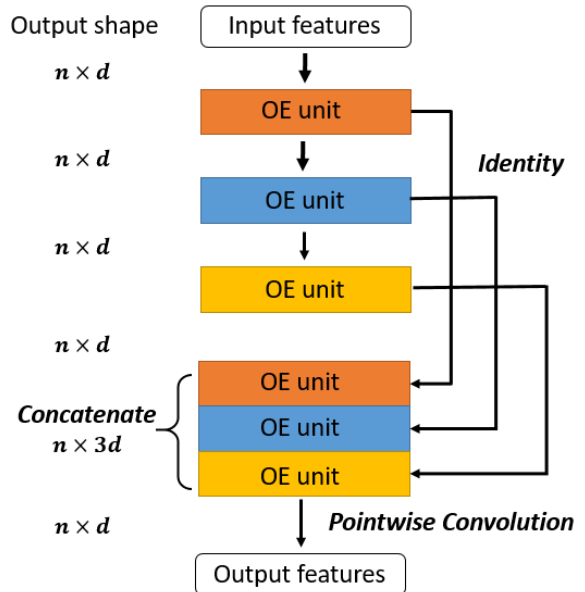 Output shape
Input features
n × d
OE unit
n × d
Identity
OE unit
n × d
OE unit
n × d
OE unit
Concatenate
OE unit
n × 3d
OE unit
n × d
Pointwise Convolution
Output features